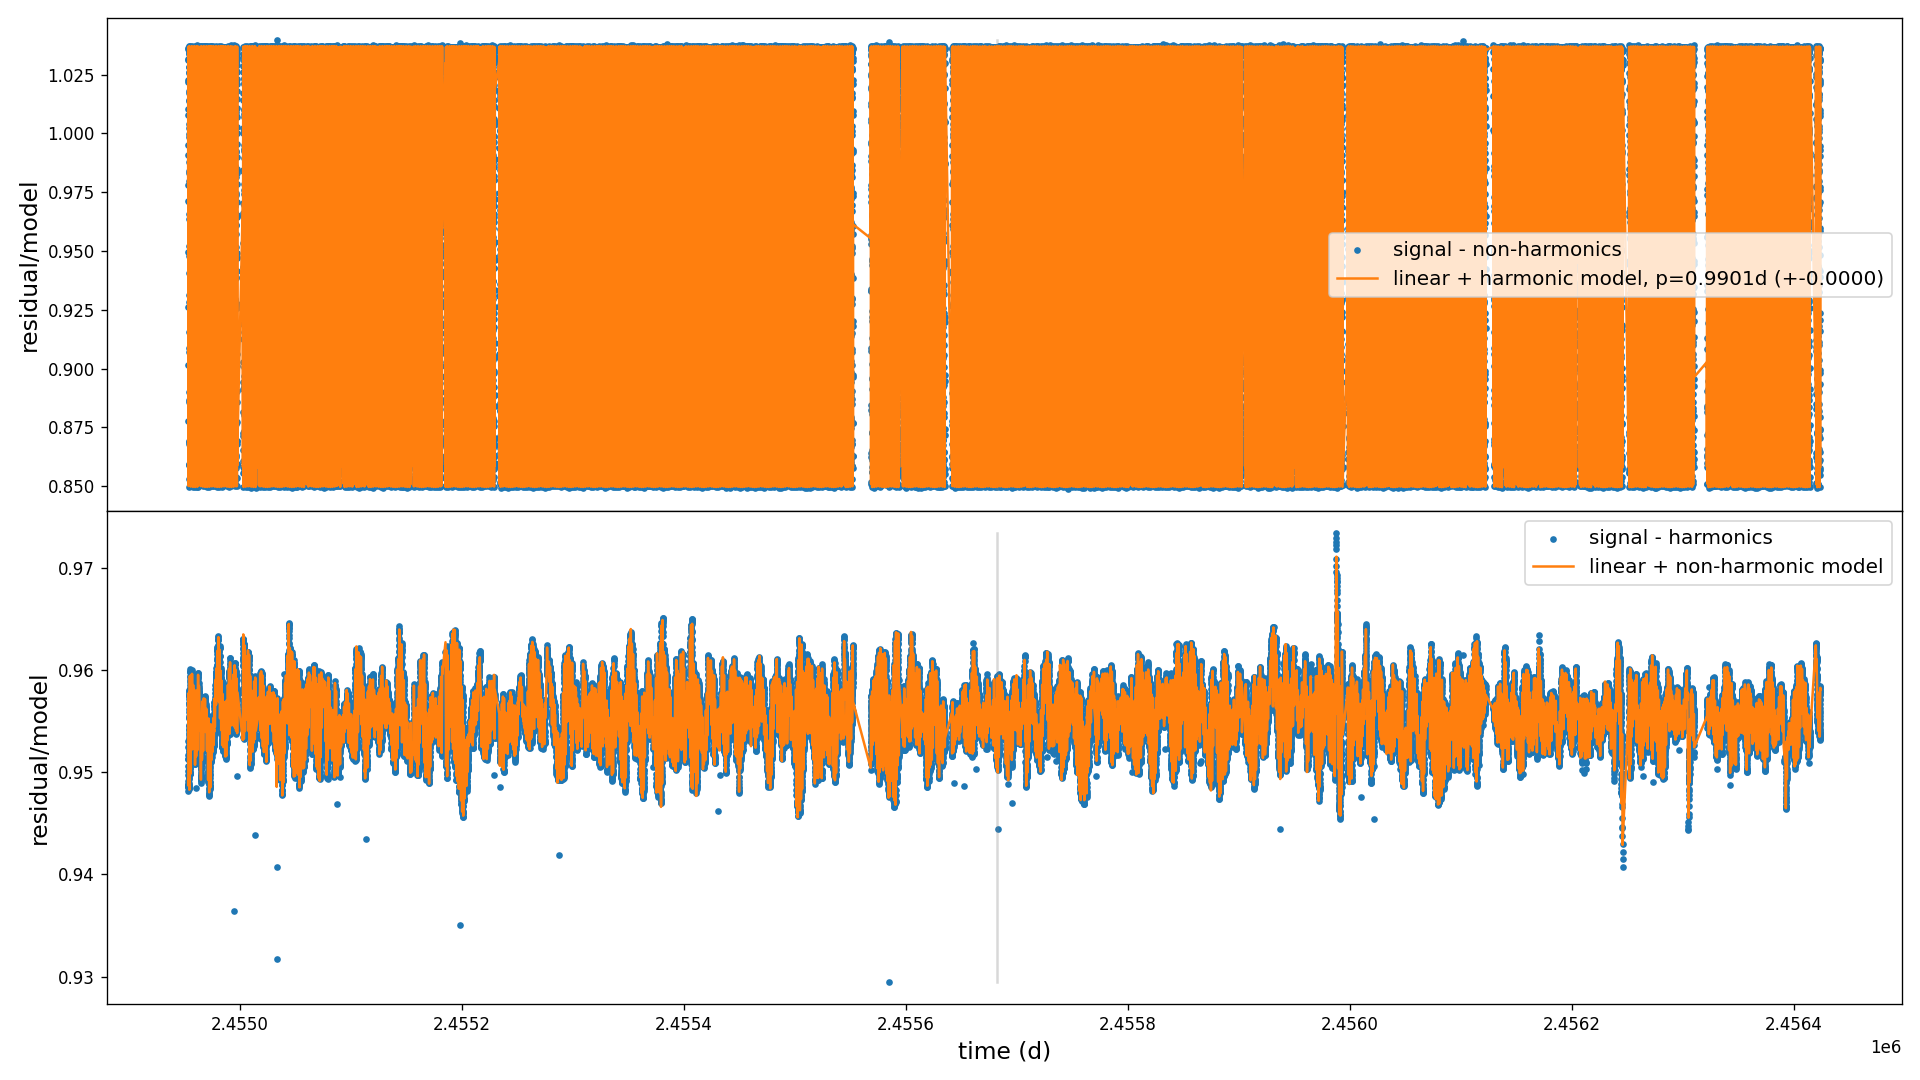 1.025
1.000
0.975
0.950
0.925
0.900
0.875
0.850
residual/model
signal - non-harmonics
linear + harmonic model, p=0.9901d (+-0.0000)
0.97
0.96
0.95
0.94
0.93
residual/model
signal - harmonics
linear + non-harmonic model
2.4550 2.4552 2.4554 2.4556 2.4558 2.4560 2.4562 2.4564
1e6
time (d)